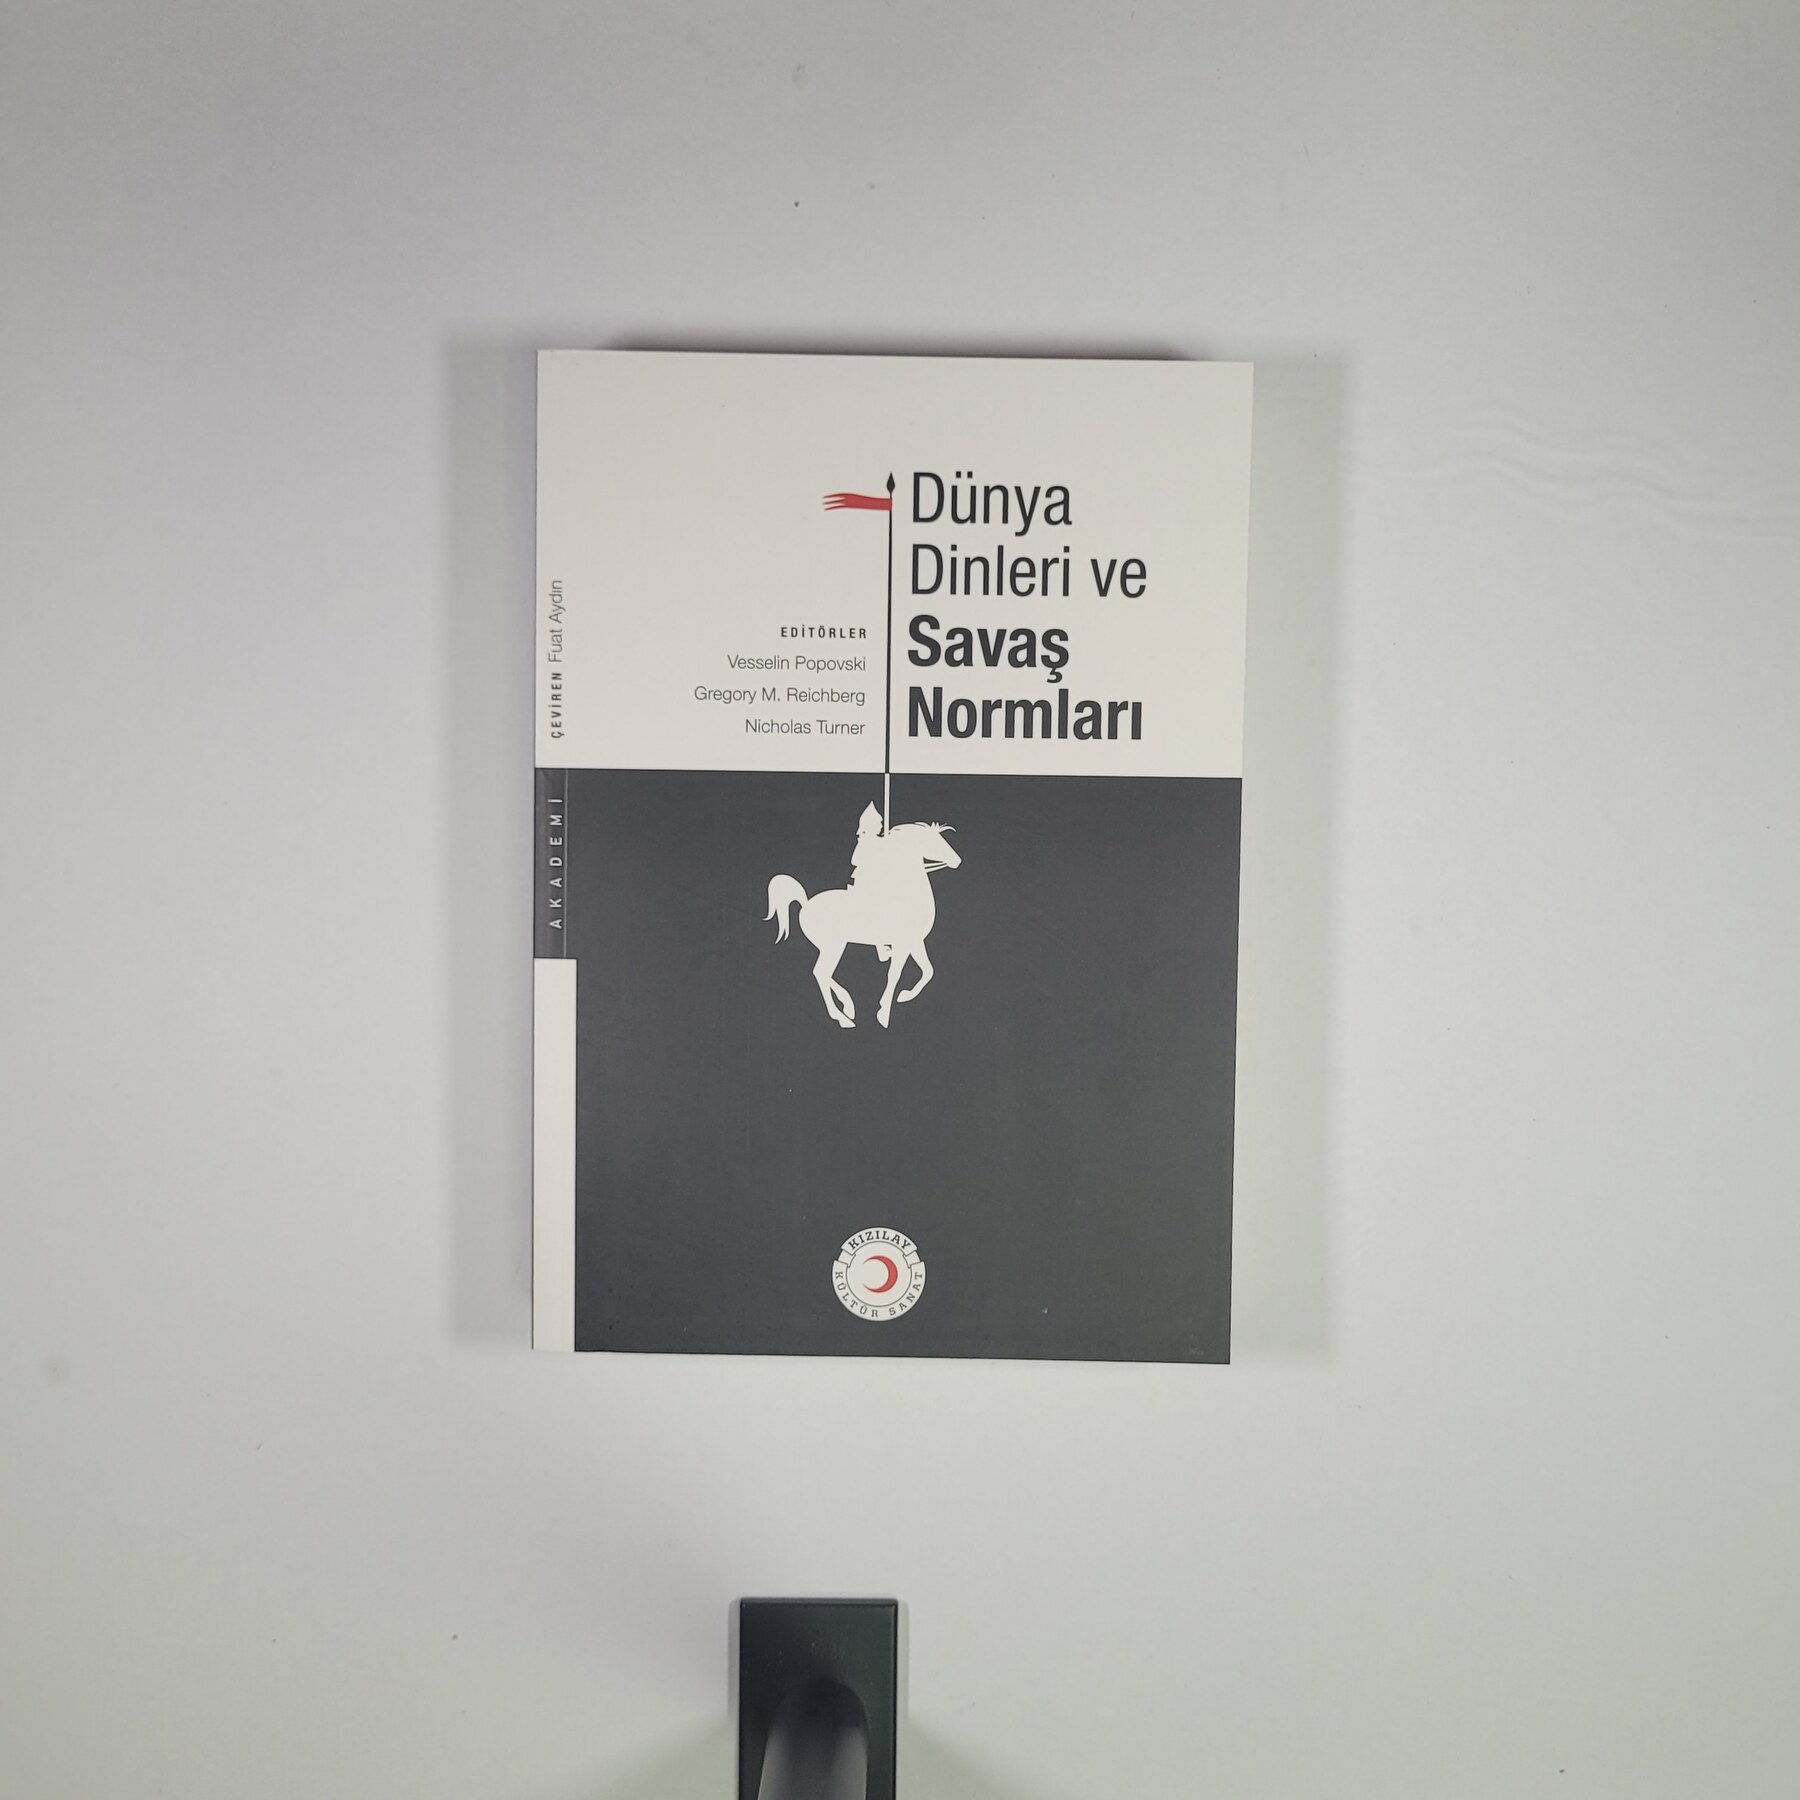 Dünya
Dinleri ve
Savaş
Normları
EDİTÖRLER
Vesselin Popovski
Gregory M. Reichberg
Nicholas Turner
ÇEVİREN Fuat Aydın
AKADEMİ
KIZILAY
KÜLTÜR SANAT